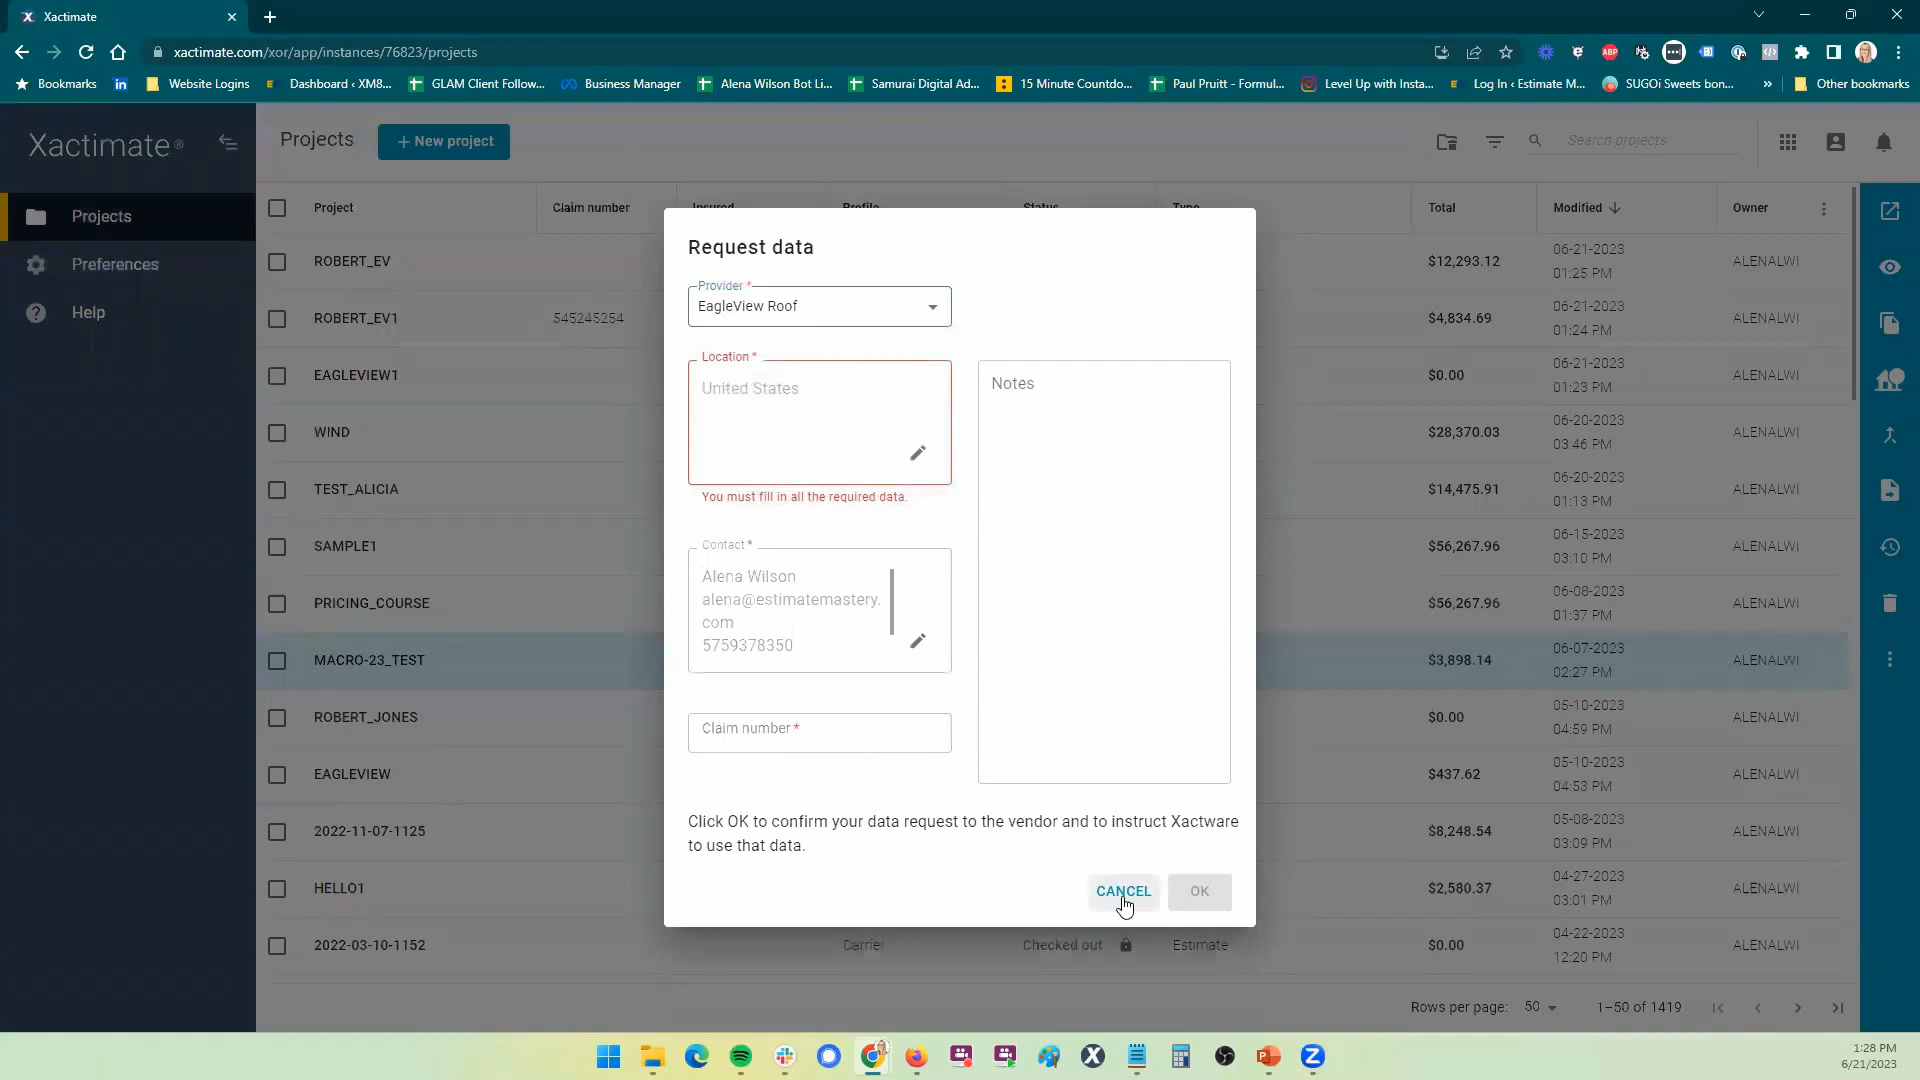 Xactimate
xactimate.com/xor/app/instances/76823/projects
Bookmarks
Website Logins
Dashboard ‹ XM8...
GLAM Client Follow...
Business Manager
Alena Wilson Bot Li...
Samurai Digital Ad...
15 Minute Countdo...
Paul Pruitt - Formul...
Level Up with Insta...
Log In ‹ Estimate M...
SUGOi Sweets bon...
»
Other bookmarks
Xactimate®
Projects
Preferences
Help
Projects
+ New project
Search projects
Project Claim number Insured Profile Status Type Total Modified Owner
ROBERT_EV $12,293.12 06-21-2023 01:25 PM ALENALWI
ROBERT_EV1 545245254 $4,834.69 06-21-2023 01:24 PM ALENALWI
EAGLEVIEW1 $0.00 06-21-2023 01:23 PM ALENALWI
WIND $28,370.03 06-20-2023 03:46 PM ALENALWI
TEST_ALICIA $14,475.91 06-20-2023 01:13 PM ALENALWI
SAMPLE1 $56,267.96 06-15-2023 03:10 PM ALENALWI
PRICING_COURSE $56,267.96 06-08-2023 01:37 PM ALENALWI
MACRO-23_TEST $3,898.14 06-07-2023 02:27 PM ALENALWI
ROBERT_JONES $0.00 05-10-2023 04:59 PM ALENALWI
EAGLEVIEW $437.62 05-10-2023 04:53 PM ALENALWI
2022-11-07-1125 $8,248.54 05-08-2023 03:09 PM ALENALWI
HELLO1 $2,580.37 04-27-2023 03:01 PM ALENALWI
2022-03-10-1152 Carrier Checked out Estimate $0.00 04-22-2023 12:20 PM ALENALWI
Rows per page: 50 1–50 of 1419
Request data
Provider *
EagleView Roof
Location *
United States
You must fill in all the required data.
Notes
Contact *
Alena Wilson
alena@estimatemastery.
com
5759378350
Claim number *
Click OK to confirm your data request to the vendor and to instruct Xactware
to use that data.
CANCEL
OK
1:28 PM
6/21/2023